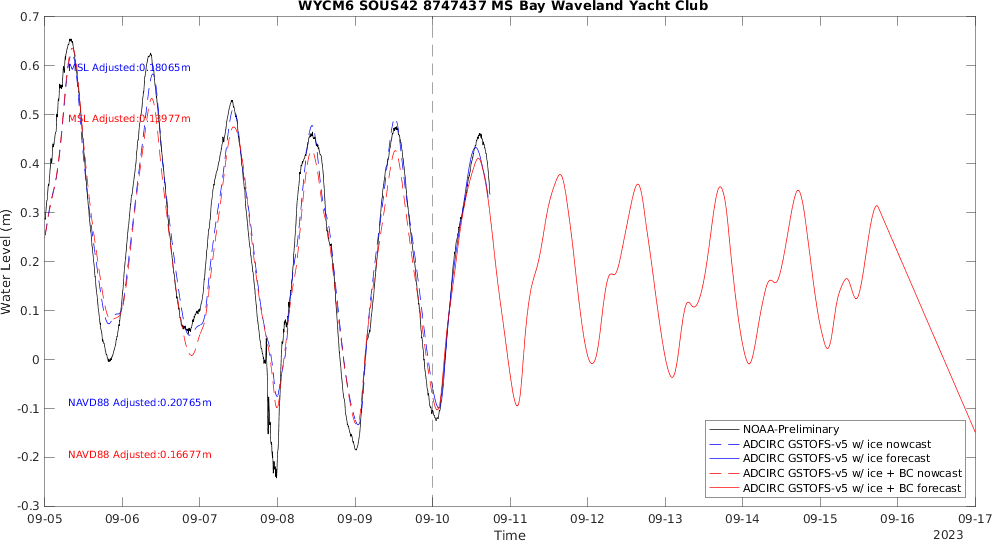 WYCM6 SOUS42 8747437 MS Bay Waveland Yacht Club
0.7
0.6
0.5
0.4
0.3
0.2
0.1
0
-0.1
-0.2
-0.3
Water Level (m)
MSL Adjusted:0.18065m
MSL Adjusted:0.13977m
NAVD88 Adjusted:0.20765m
NAVD88 Adjusted:0.16677m
NOAA-Preliminary
ADCIRC GSTOFS-v5 w/ ice nowcast
ADCIRC GSTOFS-v5 w/ ice forecast
ADCIRC GSTOFS-v5 w/ ice + BC nowcast
ADCIRC GSTOFS-v5 w/ ice + BC forecast
09-05 09-06 09-07 09-08 09-09 09-10 09-11 09-12 09-13 09-14 09-15 09-16 09-17
Time
2023